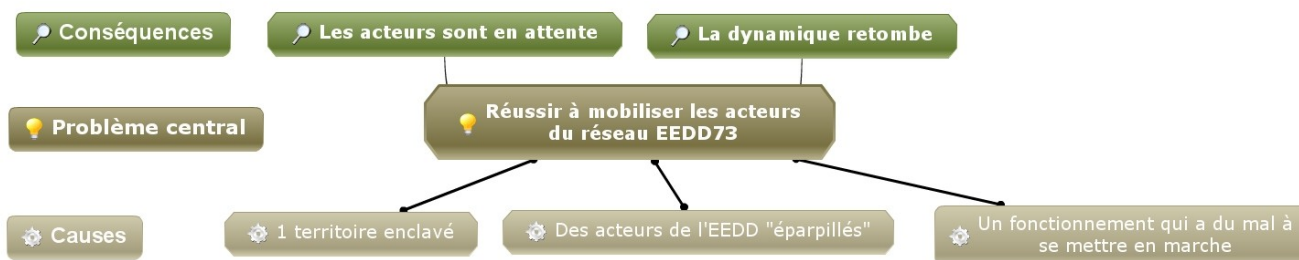 Conséquences
Les acteurs sont en attente
La dynamique retombe
Problème central
Réussir à mobiliser les acteurs
du réseau EEDD73
Causes
1 territoire enclavé
Des acteurs de l'EEDD "éparpillés"
Un fonctionnement qui a du mal à
se mettre en marche